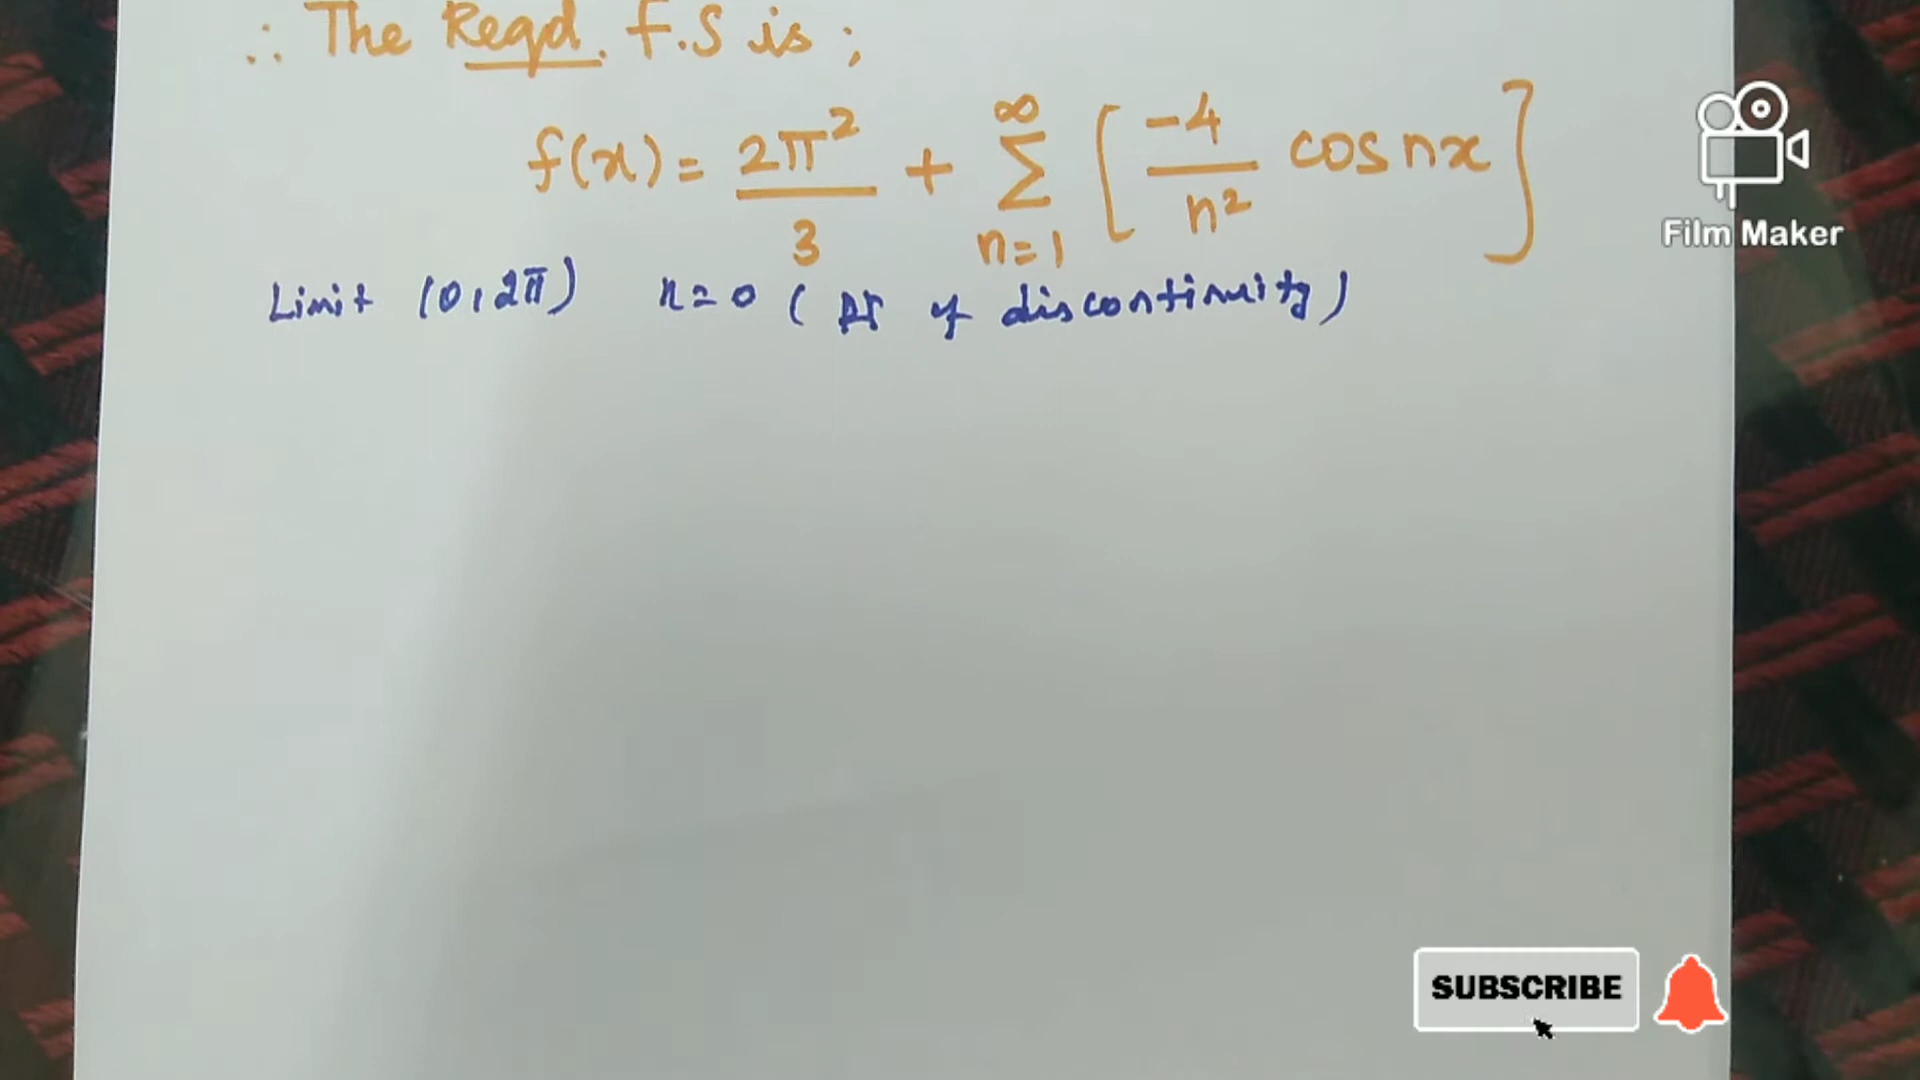 ∴ The Reqd. F.S is ;
f(x) = 2π²/3 + ∞ Σ n=1 [ -4/n² cos nx ]
Limit (0, 2π) x = 0 ( pt of discontinuity )
Film Maker
SUBSCRIBE